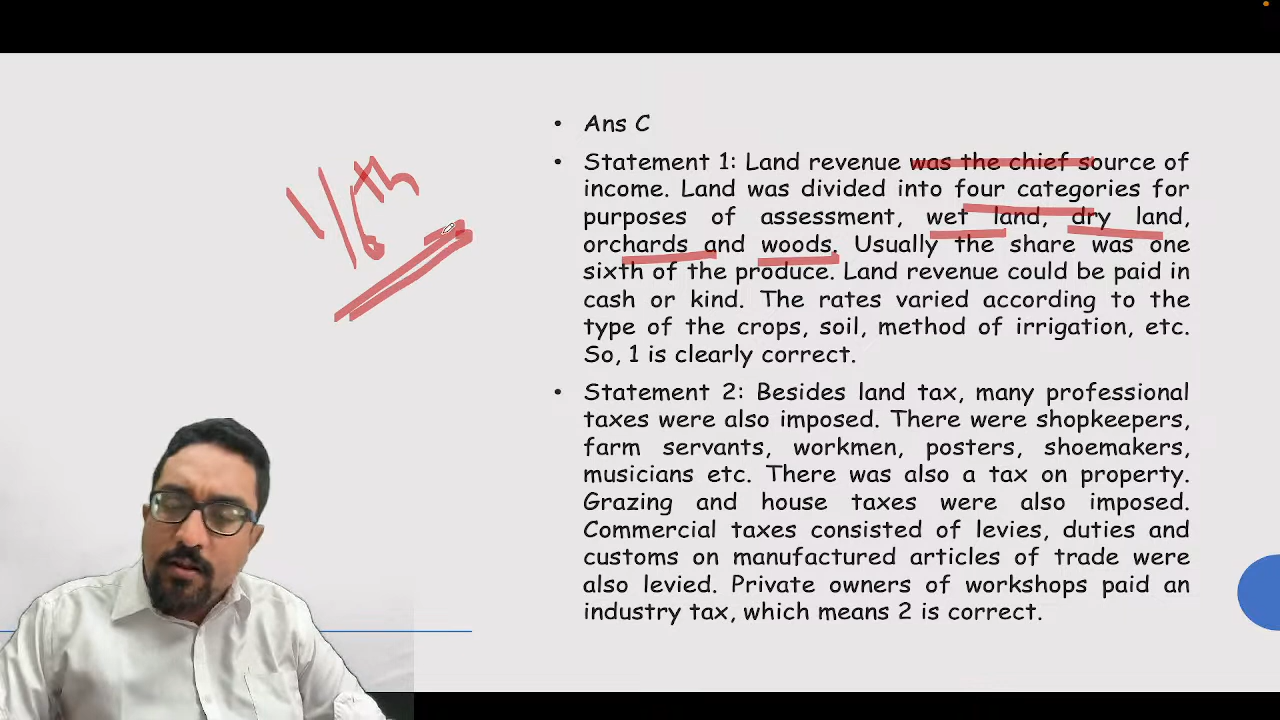 1/6th
• Ans C
• Statement 1: Land revenue was the chief source of
income. Land was divided into four categories for
purposes of assessment, wet land, dry land,
orchards and woods. Usually the share was one
sixth of the produce. Land revenue could be paid in
cash or kind. The rates varied according to the
type of the crops, soil, method of irrigation, etc.
So, 1 is clearly correct.
• Statement 2: Besides land tax, many professional
taxes were also imposed. There were shopkeepers,
farm servants, workmen, posters, shoemakers,
musicians etc. There was also a tax on property.
Grazing and house taxes were also imposed.
Commercial taxes consisted of levies, duties and
customs on manufactured articles of trade were
also levied. Private owners of workshops paid an
industry tax, which means 2 is correct.